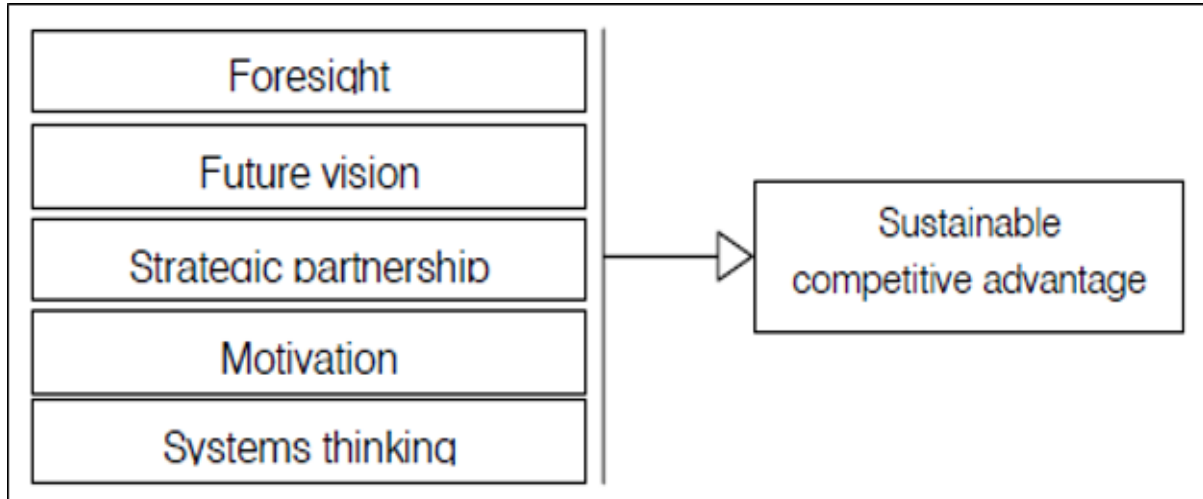 Foresight
Future vision
Strategic partnership
Motivation
Systems thinking
Sustainable
competitive advantage